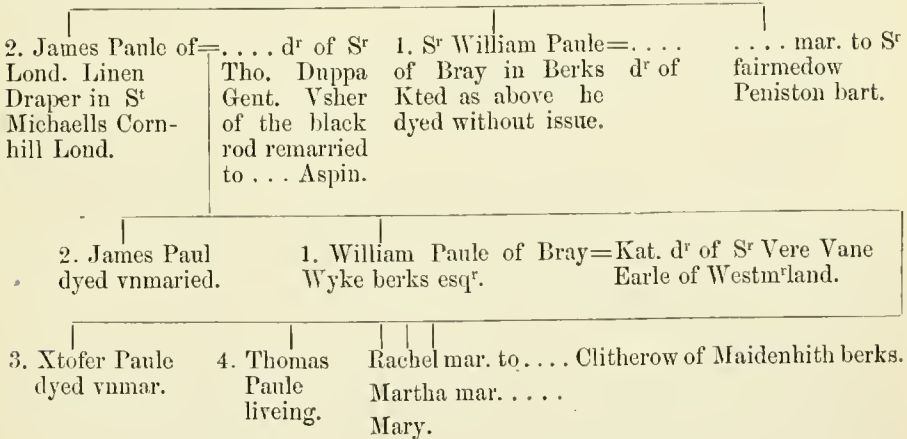 2. James Paule of=. . . . dʳ of Sʳ
Lond. Linen Tho. Duppa
Draper in Sᵗ Gent. Vsher
Michaells Corn- of the black
hill Lond. rod remarried
to . . . Aspin.
1. Sʳ William Paule=. . . .
of Bray in Berks dʳ of
Kted as above he
dyed without issue.
. . . . mar. to Sʳ
fairmedow
Peniston bart.
2. James Paul
dyed vnmaried.
1. William Paule of Bray=Kat. dʳ of Sʳ Vere Vane
Wyke berks esqʳ. Earle of Westmʳland.
3. Xtofer Paule
dyed vnmar.
4. Thomas
Paule
liveing.
Rachel mar. to . . . . Clitherow of Maidenhith berks.
Martha mar. . . . .
Mary.